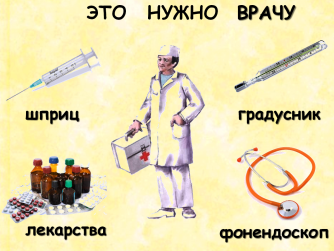 ЭТО НУЖНО ВРАЧУ
шприц
градусник
лекарства
фонендоскоп